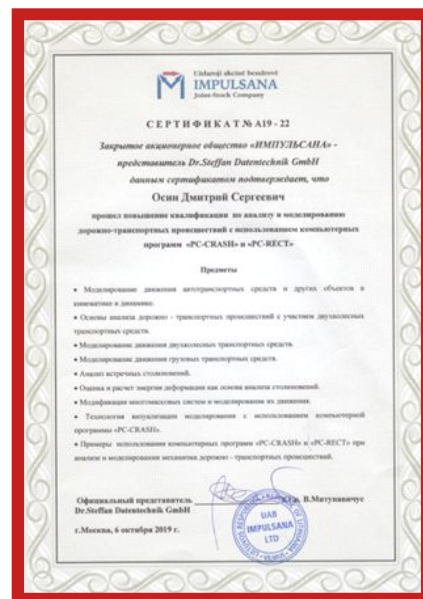 Uždaroji akcinė bendrovė
IMPULSANA
Joint-Stock Company
СЕРТИФИКАТ № A19 - 22
Закрытое акционерное общество «ИМПУЛЬСАНА» -
представитель Dr.Steffan Datentechnik GmbH
данным сертификатом подтверждает, что
Осин Дмитрий Сергеевич
прошел повышение квалификации по анализу и моделированию
дорожно-транспортных происшествий с использованием компьютерных
программ «PC-CRASH» и «PC-RECT»
Предметы
• Моделирование движения автотранспортных средств и других объектов в
кинематике и динамике.
• Основы анализа дорожно - транспортных происшествий с участием двухколесных
транспортных средств.
• Моделирование движения двухколесных транспортных средств.
• Моделирование движения грузовых транспортных средств.
• Анализ встречных столкновений.
• Оценка и расчет энергии деформации как основа анализа столкновений.
• Модификация многомассовых систем и моделирование их движения.
• Технология визуализации моделирования с использованием компьютерной
программы «PC-CRASH».
• Примеры использования компьютерных программ «PC-CRASH» и «PC-RECT» при
анализе и моделировании механизма дорожно - транспортных происшествий.
Официальный представитель
Dr.Steffan Datentechnik GmbH
В.Митунявичус
г.Москва, 6 октября 2019 г.
UAB
IMPULSANA
LTD